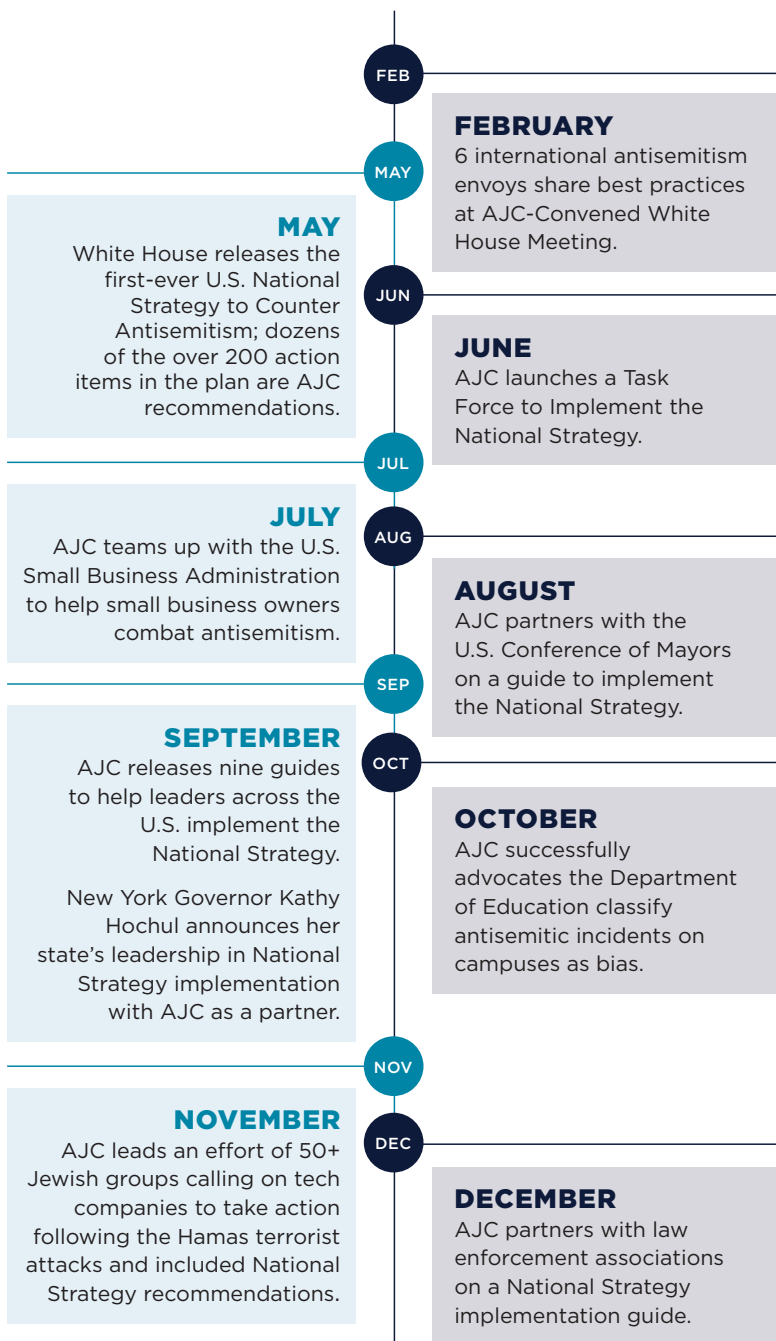 FEB
FEBRUARY
6 international antisemitism
envoys share best practices
at AJC-Convened White
House Meeting.
MAY
MAY
White House releases the
first-ever U.S. National
Strategy to Counter
Antisemitism; dozens
of the over 200 action
items in the plan are AJC
recommendations.
JUN
JUNE
AJC launches a Task
Force to Implement the
National Strategy.
JUL
JULY
AJC teams up with the U.S.
Small Business Administration
to help small business owners
combat antisemitism.
AUG
AUGUST
AJC partners with the
U.S. Conference of Mayors
on a guide to implement
the National Strategy.
SEP
SEPTEMBER
AJC releases nine guides
to help leaders across the
U.S. implement the
National Strategy.
New York Governor Kathy
Hochul announces her
state’s leadership in National
Strategy implementation
with AJC as a partner.
OCT
OCTOBER
AJC successfully
advocates the Department
of Education classify
antisemitic incidents on
campuses as bias.
NOV
NOVEMBER
AJC leads an effort of 50+
Jewish groups calling on tech
companies to take action
following the Hamas terrorist
attacks and included National
Strategy recommendations.
DEC
DECEMBER
AJC partners with law
enforcement associations
on a National Strategy
implementation guide.